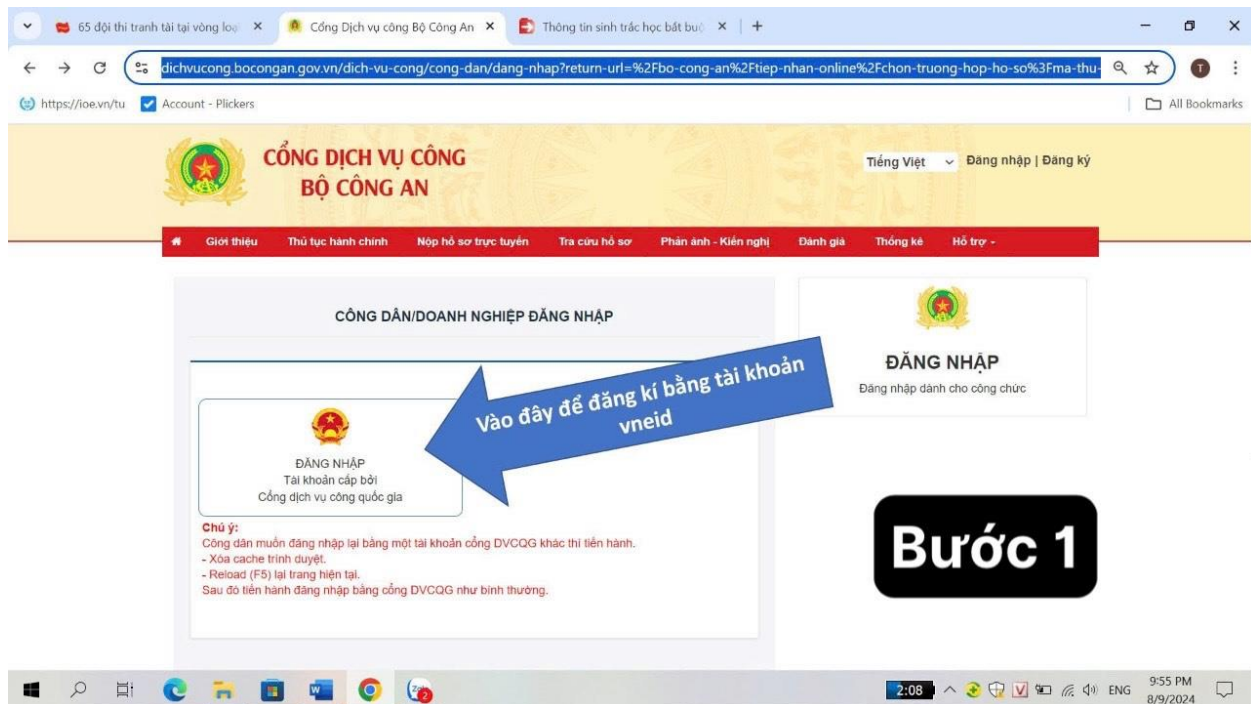 65 đội thi tranh tài tại vòng loạ
Cổng Dịch vụ công Bộ Công An
Thông tin sinh trắc học bắt buộ
dichvucong.bocongan.gov.vn/dich-vu-cong/cong-dan/dang-nhap?return-url=%2Fbo-cong-an%2Ftiep-nhan-online%2Fchon-truong-hop-ho-so%3Fma-thu-
T
https://ioe.vn/tu
Account - Plickers
All Bookmarks
CỔNG DỊCH VỤ CÔNG
BỘ CÔNG AN
Tiếng Việt
Đăng nhập | Đăng ký
Giới thiệu
Thủ tục hành chính
Nộp hồ sơ trực tuyến
Tra cứu hồ sơ
Phản ánh - Kiến nghị
Đánh giá
Thống kê
Hỗ trợ
CÔNG DÂN/DOANH NGHIỆP ĐĂNG NHẬP
ĐĂNG NHẬP
Tài khoản cấp bởi
Cổng dịch vụ công quốc gia
Vào đây để đăng kí bằng tài khoản
vneid
Chú ý:
Công dân muốn đăng nhập lại bằng một tài khoản cổng DVCQG khác thì tiến hành.
- Xóa cache trình duyệt.
- Reload (F5) lại trang hiện tại.
Sau đó tiến hành đăng nhập bằng cổng DVCQG như bình thường.
ĐĂNG NHẬP
Đăng nhập dành cho công chức
Bước 1
2:08
ENG
9:55 PM
8/9/2024